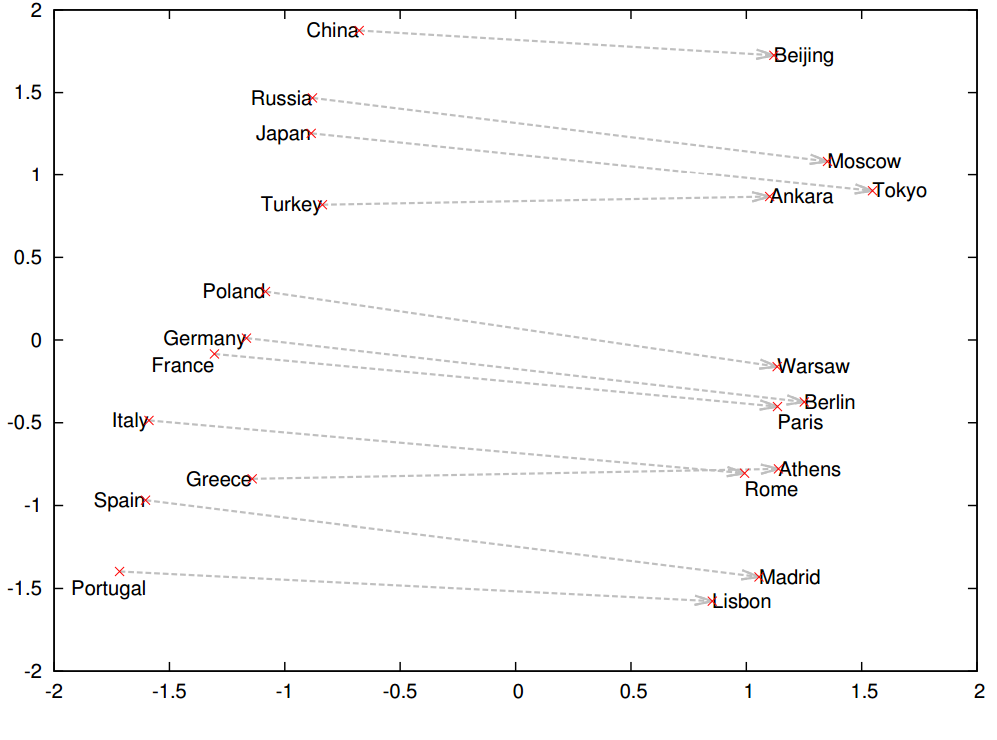 2
China
Beijing
1.5
Russia
Japan
Moscow
1
Tokyo
Turkey
Ankara
0.5
Poland
Germany
0
France
Warsaw
Berlin
-0.5
Italy
Paris
Greece
Athens
Rome
-1
Spain
Madrid
-1.5
Portugal
Lisbon
-2
-2 -1.5 -1 -0.5 0 0.5 1 1.5 2